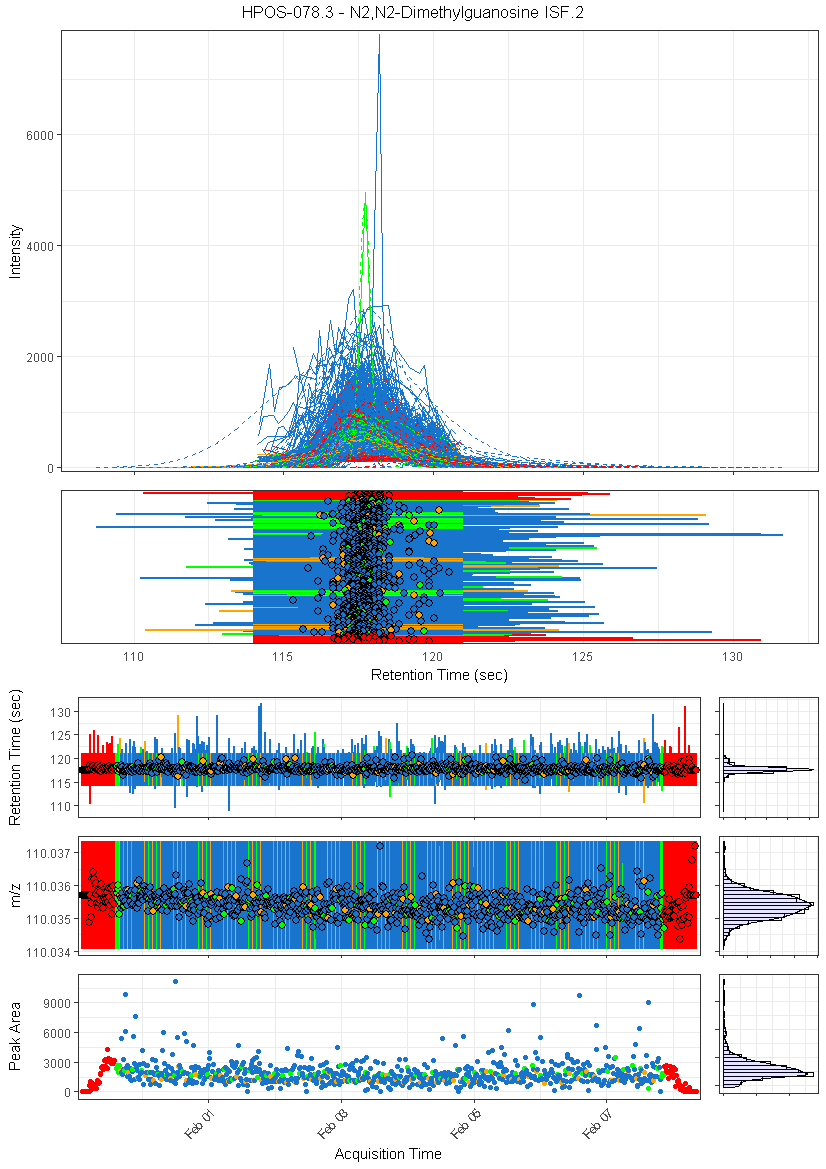 HPOS-078.3 - N2,N2-Dimethylguanosine ISF.2
Intensity
6000
4000
2000
0
110
115
120
125
130
Retention Time (sec)
Retention Time (sec)
130
125
120
115
110
m/z
110.037
110.036
110.035
110.034
Peak Area
9000
6000
3000
0
Feb 01
Feb 03
Feb 05
Feb 07
Acquisition Time